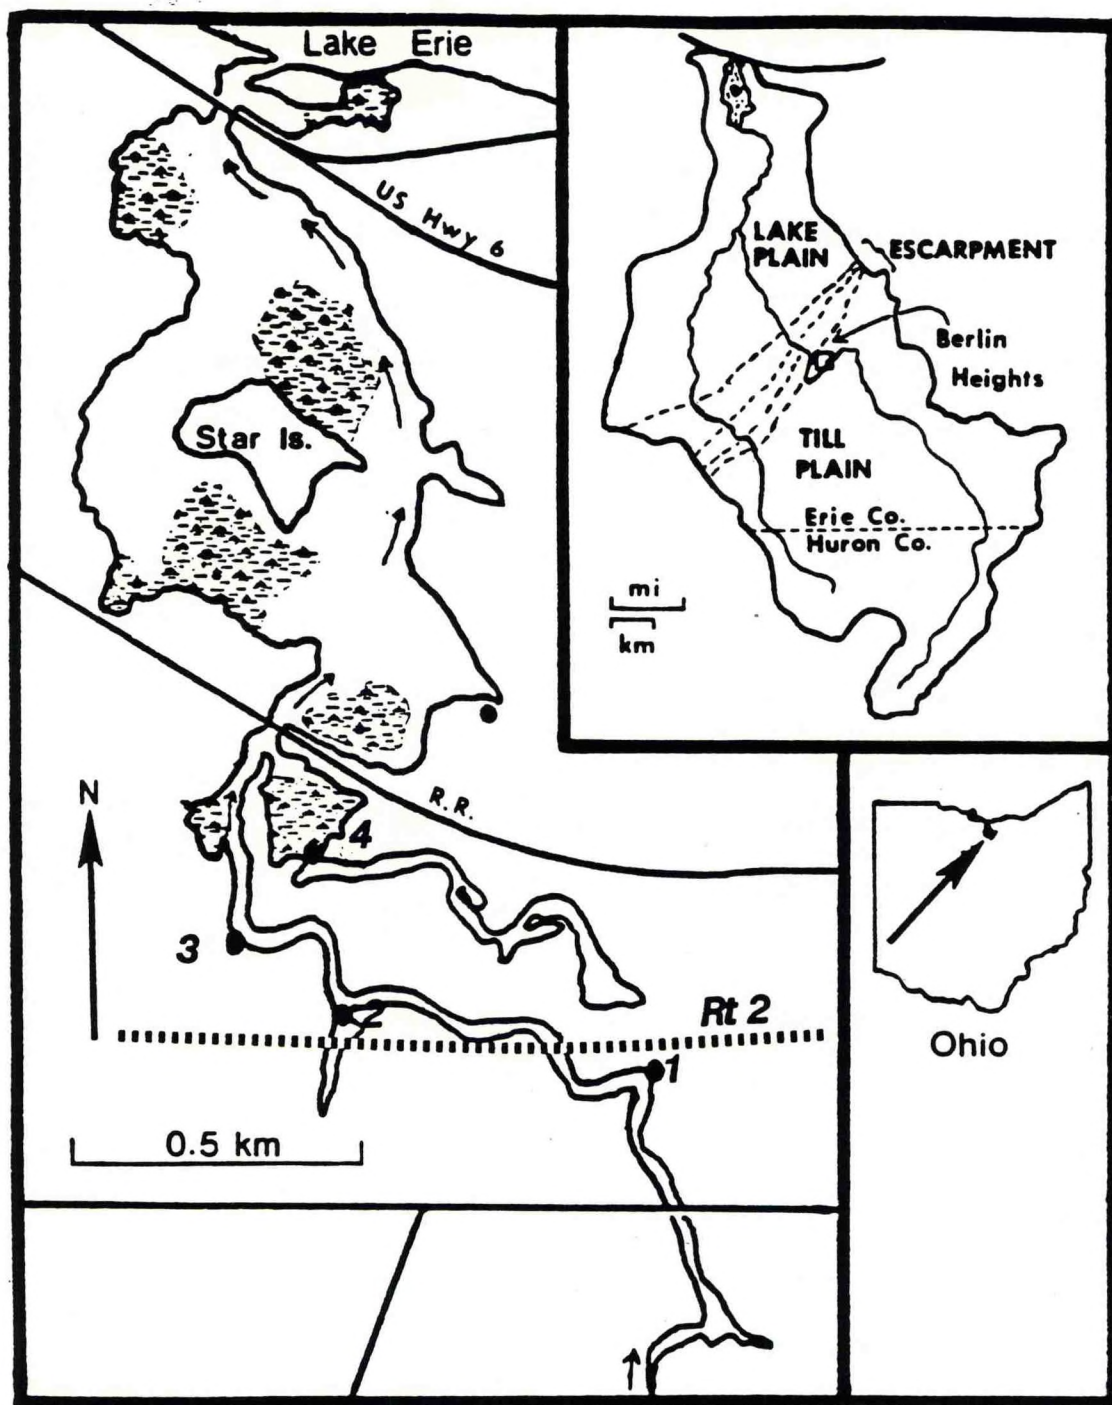 Lake Erie
US Hwy 6
Star Is.
R.R.
N
4
3
2
Rt 2
1
0.5 km
LAKE
PLAIN
ESCARPMENT
Berlin
Heights
TILL
PLAIN
Erie Co.
Huron Co.
mi
km
Ohio